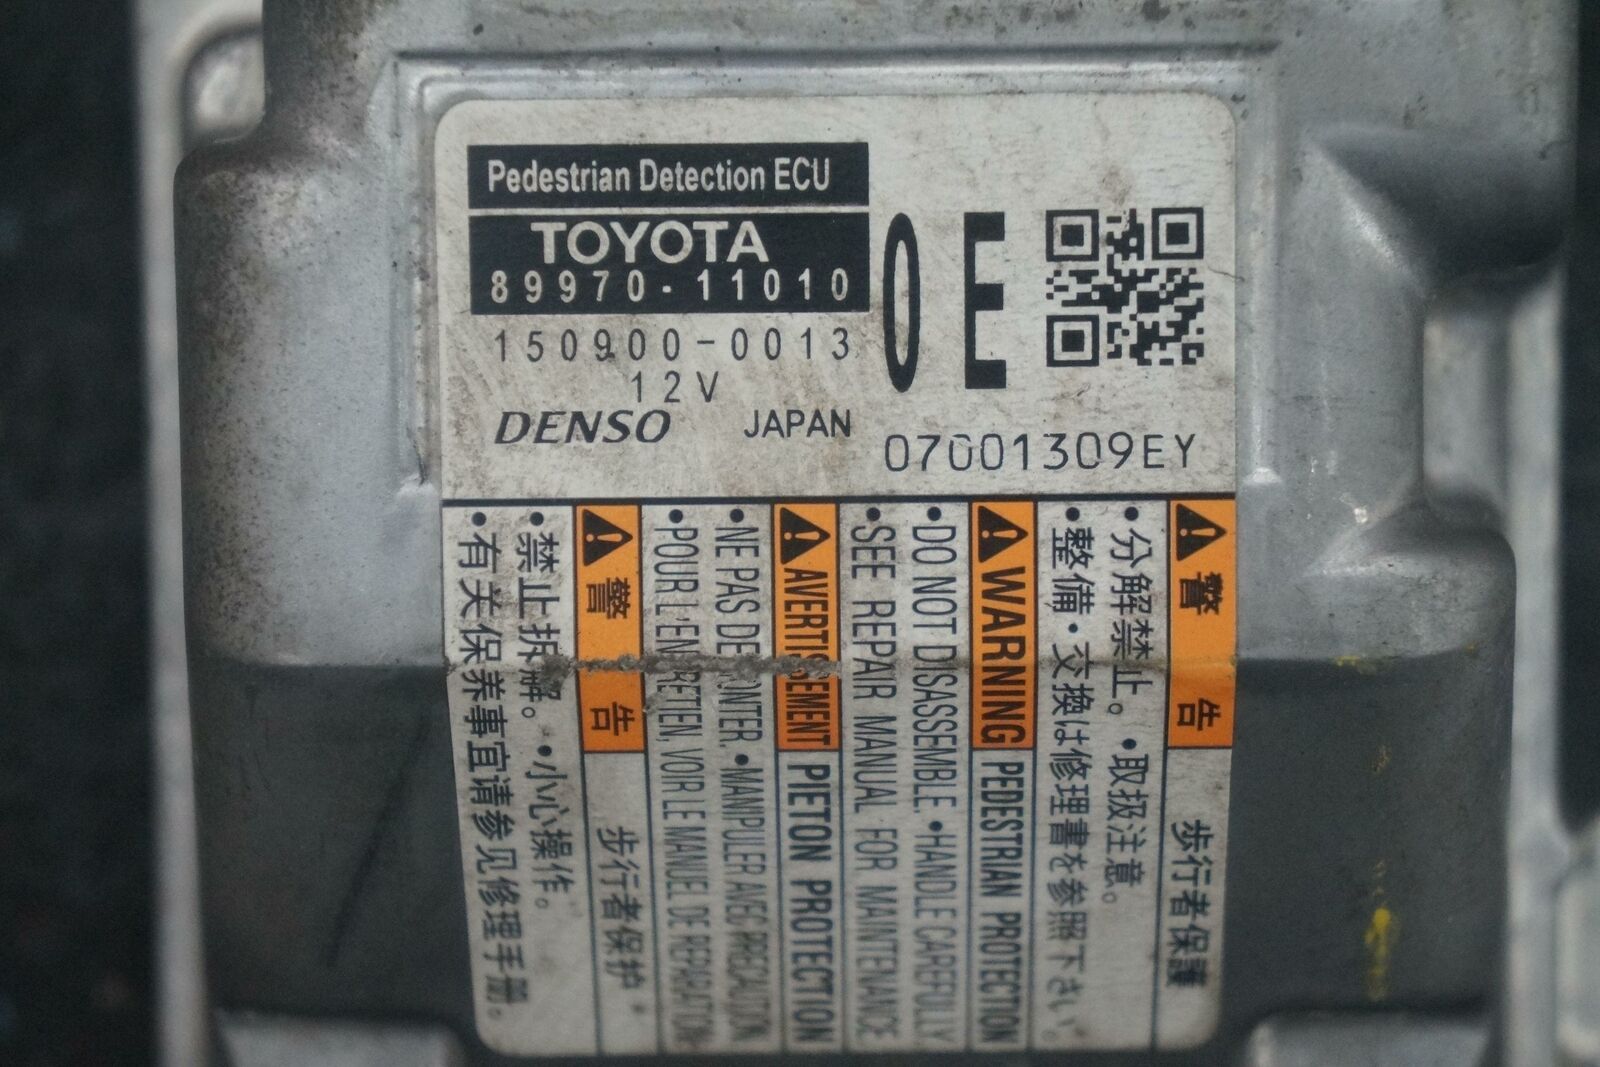 Pedestrian Detection ECU
TOYOTA
89970-11010
150900-0013
12V
DENSO JAPAN
0E
07001309EY
警告 歩行者保護
•分解禁止。 •取扱注意。
•整備・交換は修理書を参照下さい。
WARNING PEDESTRIAN PROTECTION
•DO NOT DISASSEMBLE. •HANDLE CAREFULLY
•SEE REPAIR MANUAL FOR MAINTENANCE
AVERTISSEMENT PIETON PROTECTION
•NE PAS DEMONTER. •MANIPULER AVEC PRECAUTION
•POUR L'ENTRETIEN, VOIR LE MANUEL DE REPARATION
警告 步行者保护
•禁止拆解。 •小心操作。
•有关保养事宜请参见修理手册。